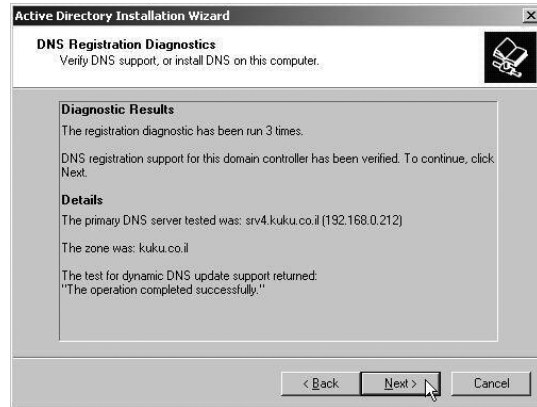 Active Directory Installation Wizard
DNS Registration Diagnostics
Verify DNS support, or install DNS on this computer.
Diagnostic Results
The registration diagnostic has been run 3 times.
DNS registration support for this domain controller has been verified. To continue, click
Next.
Details
The primary DNS server tested was: srv4.kuku.co.il (192.168.0.212)
The zone was: kuku.co.il
The test for dynamic DNS update support returned:
"The operation completed successfully."
< Back
Next >
Cancel